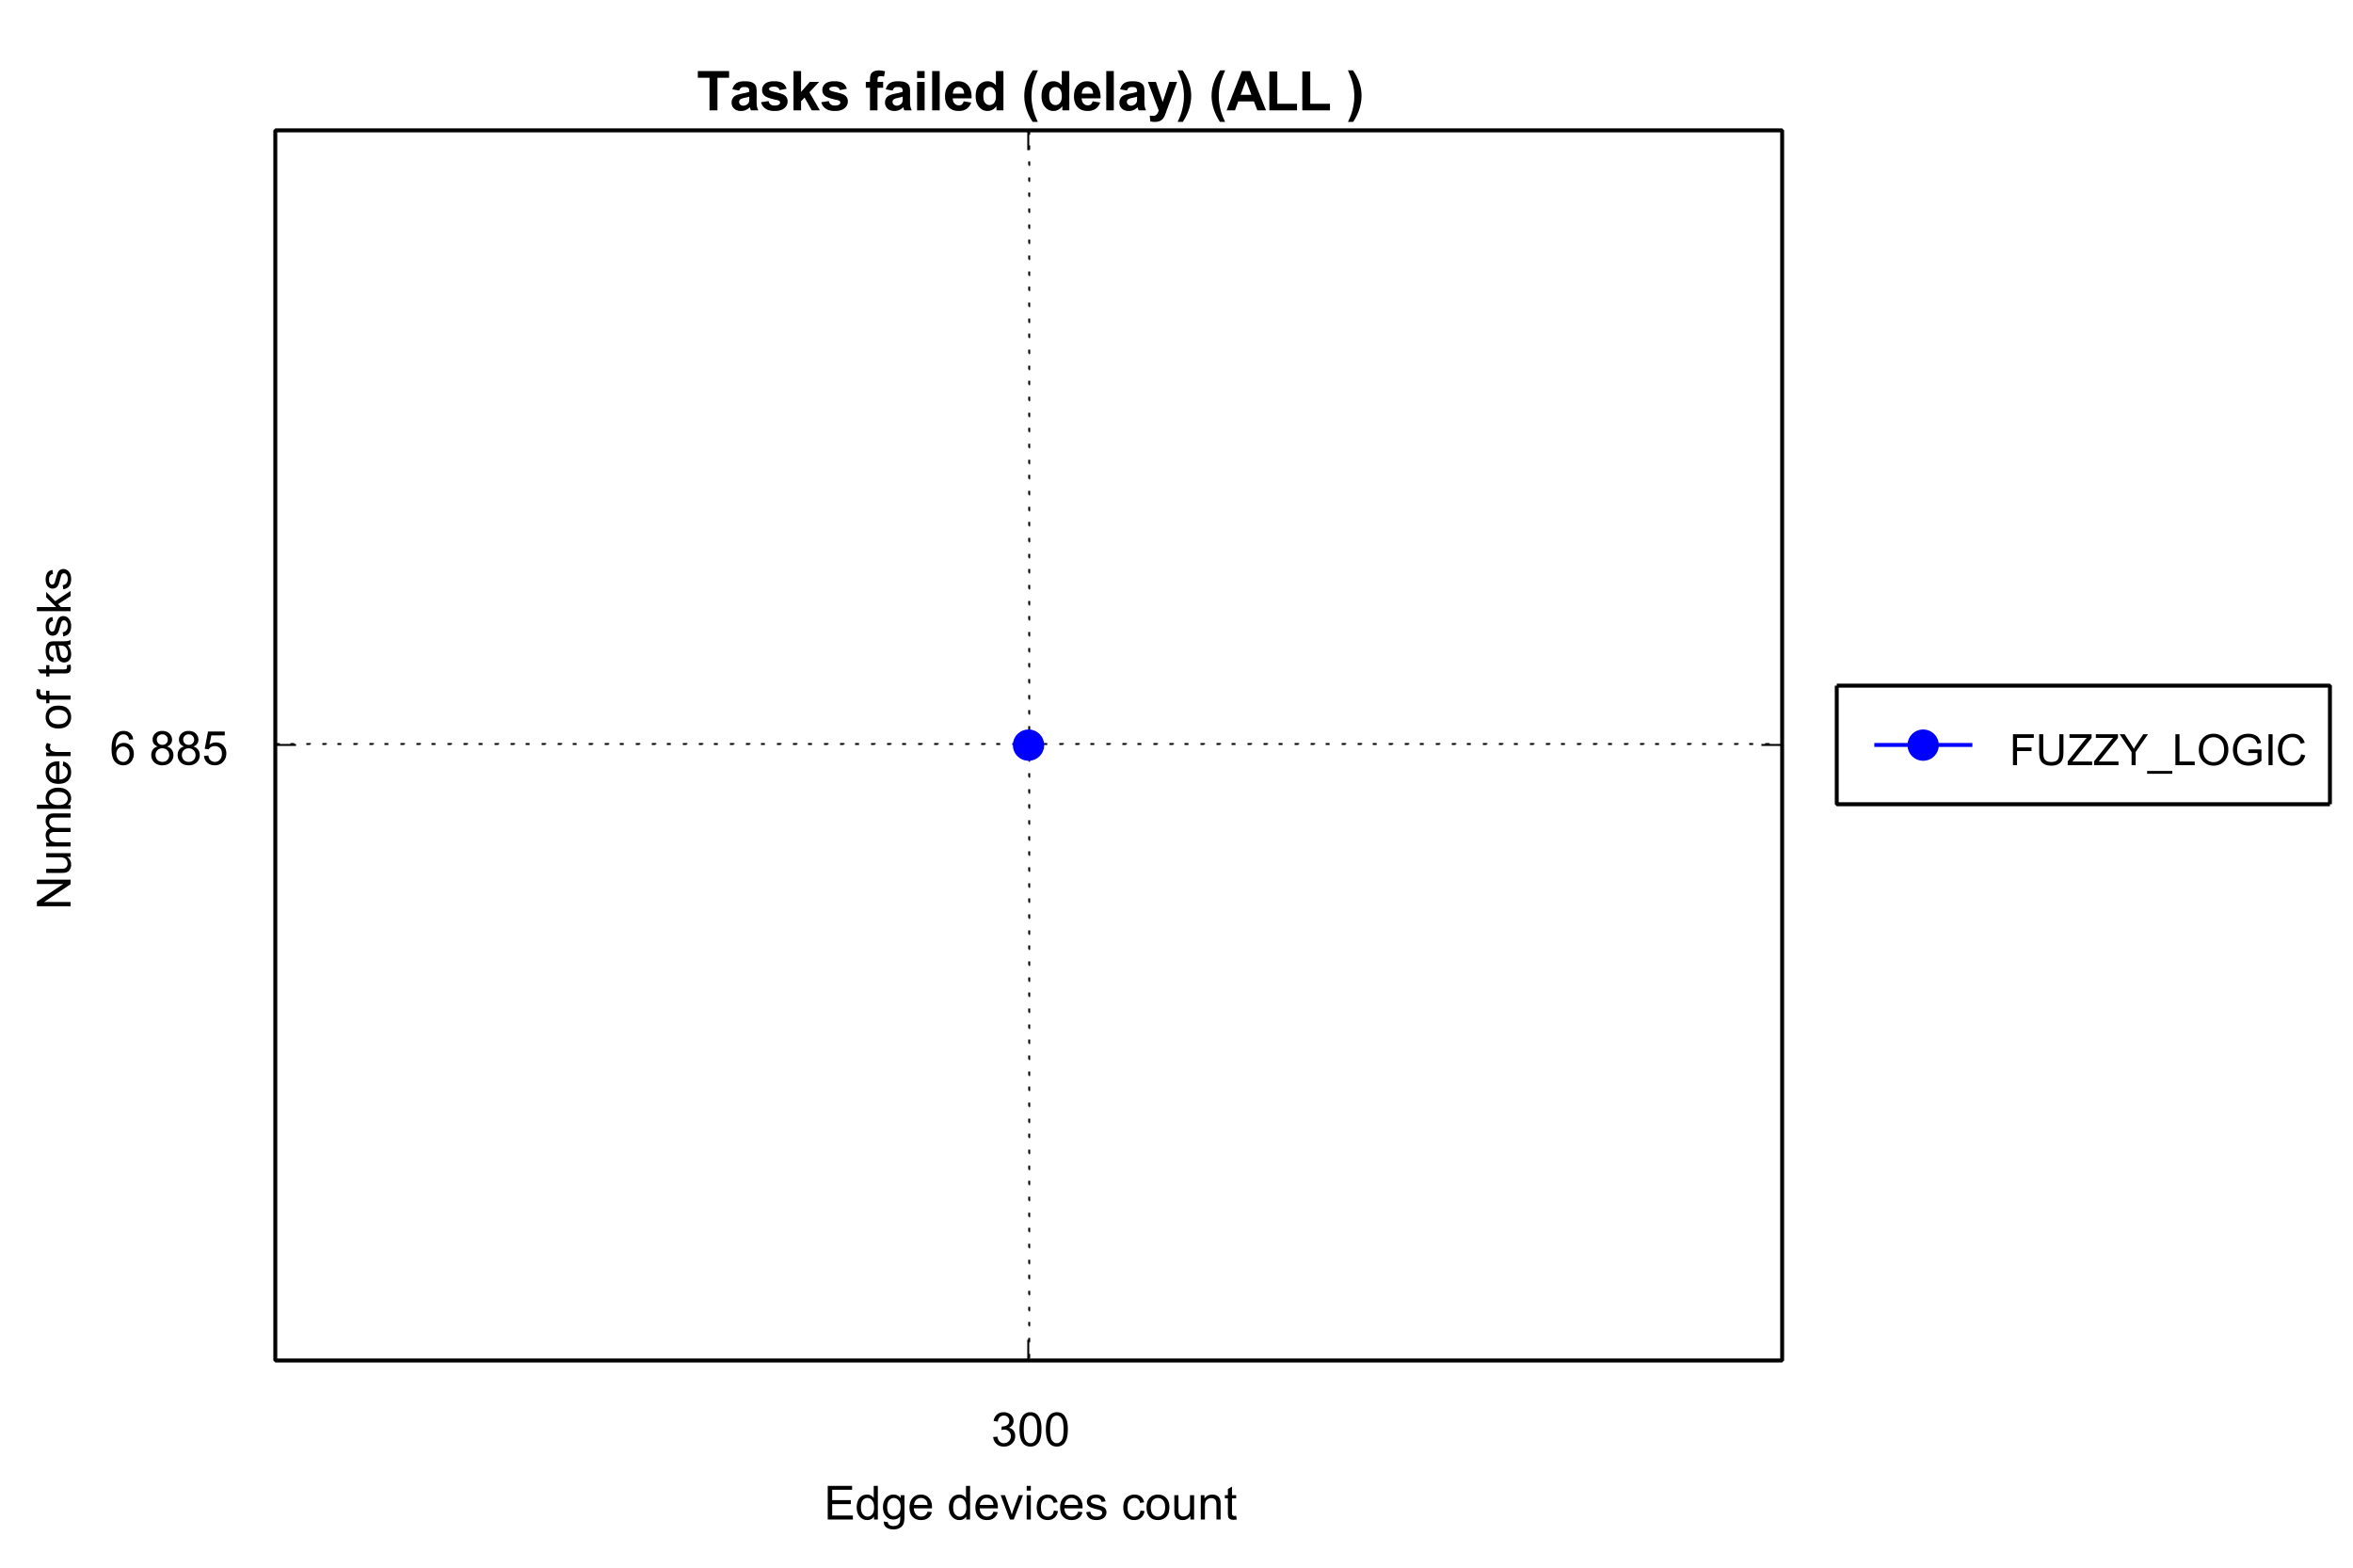 Tasks failed (delay) (ALL )
Number of tasks
6 885
FUZZY_LOGIC
300
Edge devices count